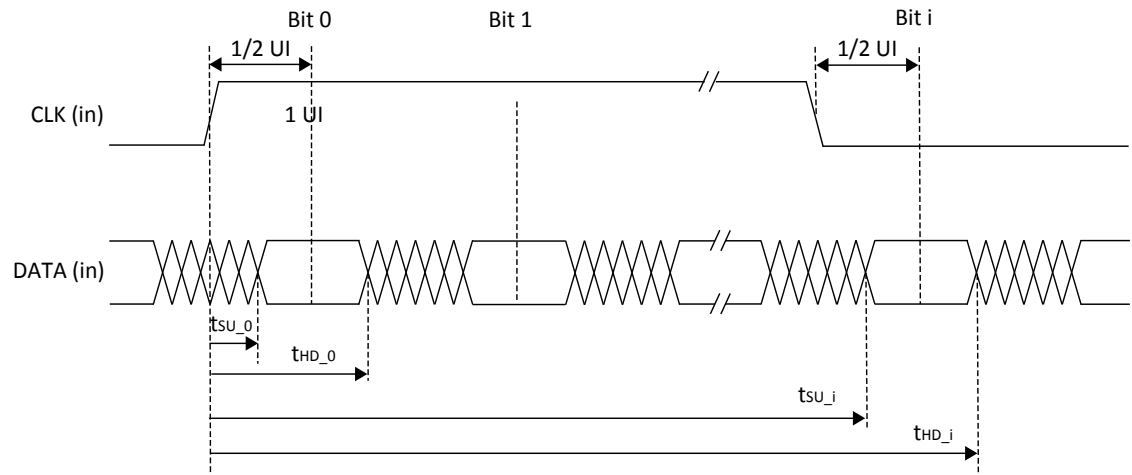 Bit 0
Bit 1
Bit i
1/2 UI
1/2 UI
CLK (in)
1 UI
DATA (in)
tSU_0
tHD_0
tSU_i
tHD_i